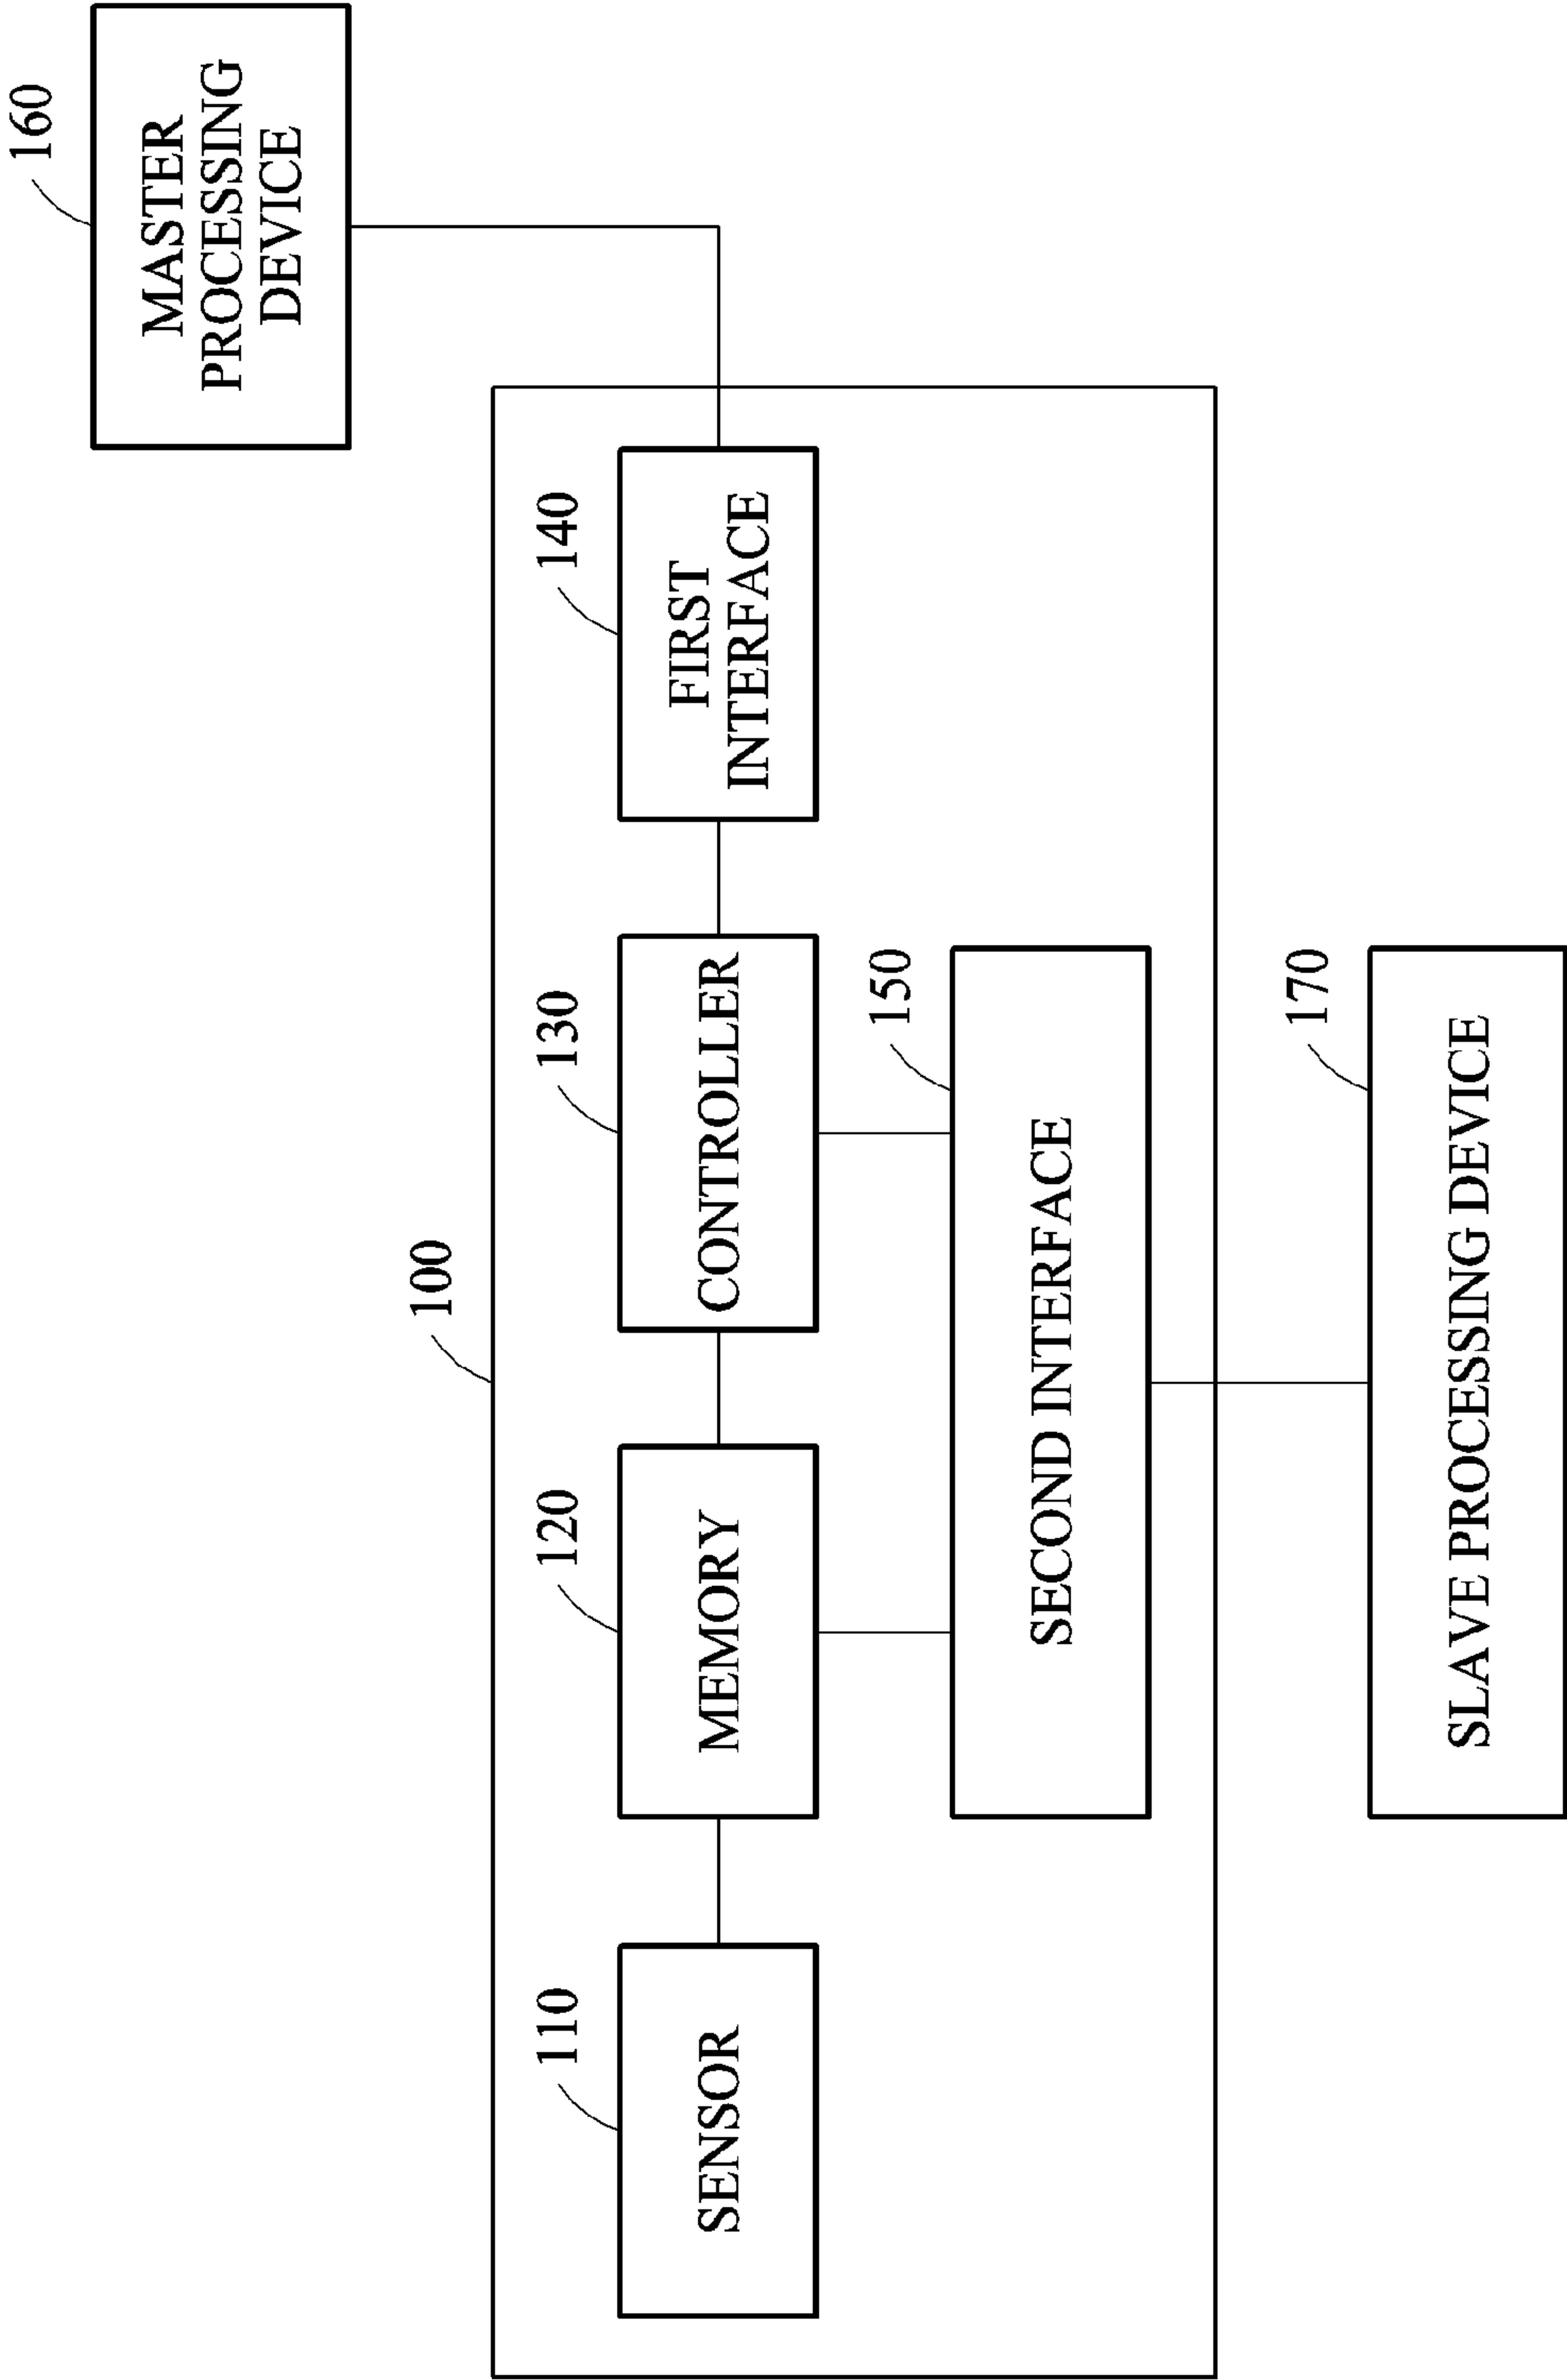 160
MASTER
PROCESSING
DEVICE
100
110
SENSOR
120
MEMORY
130
CONTROLLER
140
FIRST
INTERFACE
150
SECOND INTERFACE
170
SLAVE PROCESSING DEVICE